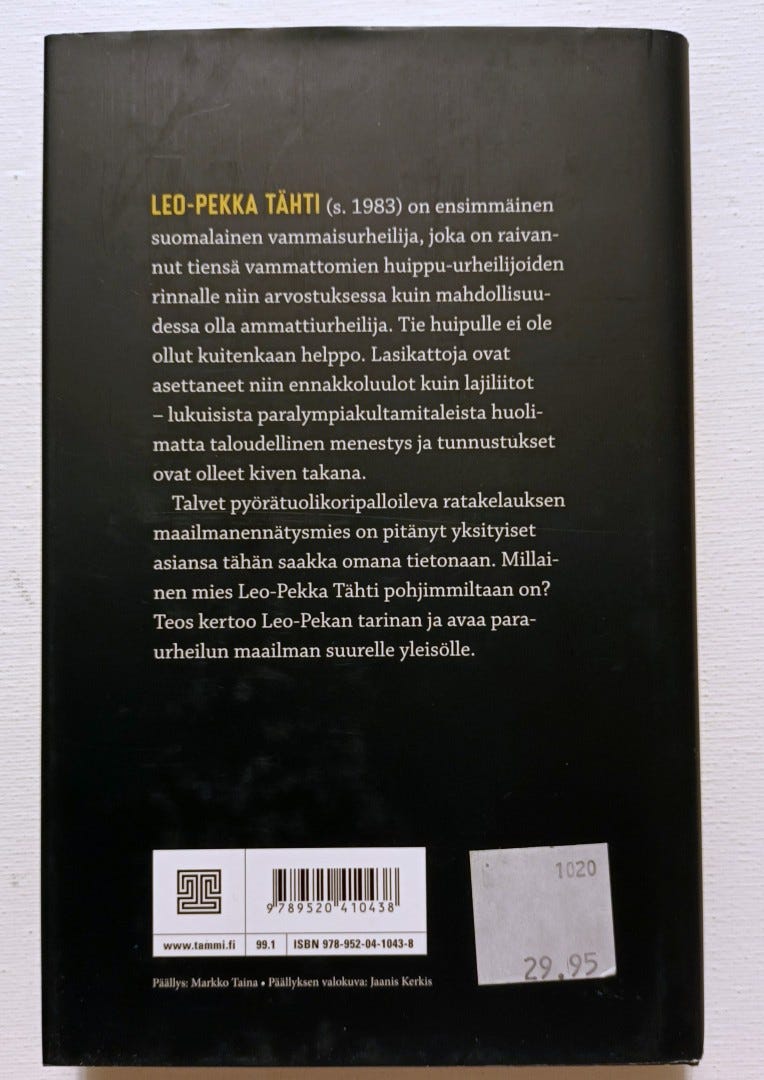 LEO-PEKKA TÄHTI (s. 1983) on ensimmäinen
suomalainen vammaisurheilija, joka on raivan-
nut tiensä vammattomien huippu-urheilijoiden
rinnalle niin arvostuksessa kuin mahdollisuu-
dessa olla ammattiurheilija. Tie huipulle ei ole
ollut kuitenkaan helppo. Lasikattoja ovat
asettaneet niin ennakkoluulot kuin lajiliitot
– lukuisista paralympiakultamitaleista huoli-
matta taloudellinen menestys ja tunnustukset
ovat olleet kiven takana.
Talvet pyörätuolikoripalloileva ratakelauksen
maailmanennätysmies on pitänyt yksityiset
asiansa tähän saakka omana tietonaan. Millai-
nen mies Leo-Pekka Tähti pohjimmiltaan on?
Teos kertoo Leo-Pekan tarinan ja avaa para-
urheilun maailman suurelle yleisölle.
9 789520 410438
www.tammi.fi 99.1 ISBN 978-952-04-1043-8
Päällys: Markko Taina • Päällyksen valokuva: Jaanis Kerkis
1020
29.95